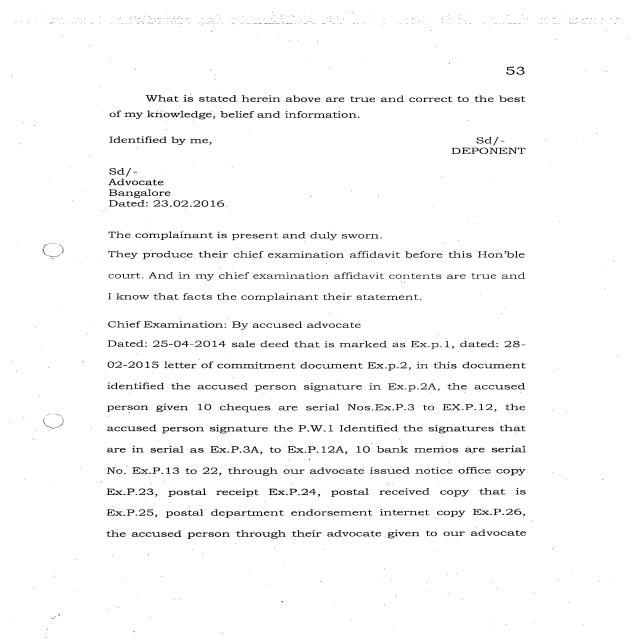 53
What is stated herein above are true and correct to the best
of my knowledge, belief and information.
Identified by me,
Sd/-
DEPONENT
Sd/-
Advocate
Bangalore
Dated: 23.02.2016
The complainant is present and duly sworn.
They produce their chief examination affidavit before this Hon'ble
court. And in my chief examination affidavit contents are true and
I know that facts the complainant their statement.
Chief Examination: By accused advocate
Dated: 25-04-2014 sale deed that is marked as Ex.p.1, dated: 28-
02-2015 letter of commitment document Ex.p.2, in this document
identified the accused person signature in Ex.p.2A, the accused
person given 10 cheques are serial Nos.Ex.P.3 to EX.P.12, the
accused person signature the P.W.1 Identified the signatures that
are in serial as Ex.P.3A, to Ex.P.12A, 10 bank memos are serial
No. Ex.P.13 to 22, through our advocate issued notice office copy
Ex.P.23, postal receipt Ex.P.24, postal received copy that is
Ex.P.25, postal department endorsement internet copy Ex.P.26,
the accused person through their advocate given to our advocate